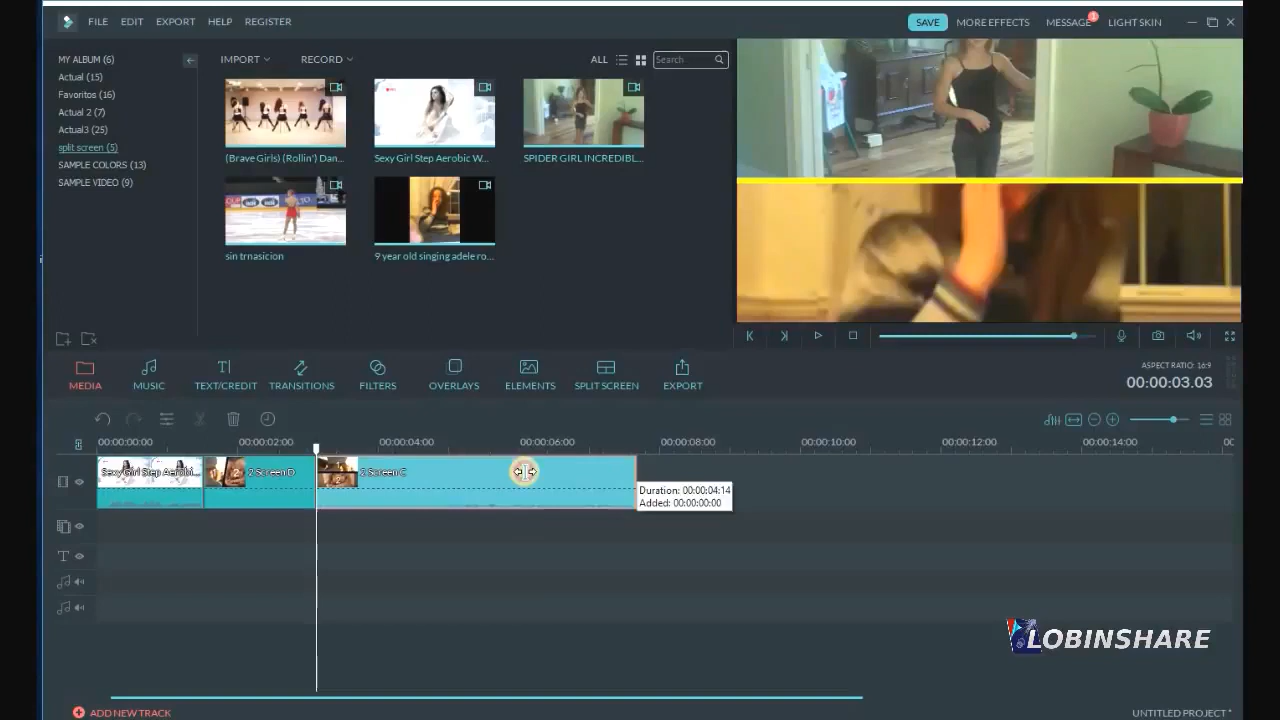 FILE EDIT EXPORT HELP REGISTER SAVE MORE EFFECTS MESSAGE 1 LIGHT SKIN
MY ALBUM (6)
Actual (15)
Favoritos (16)
Actual 2 (7)
Actual3 (25)
split screen (5)
SAMPLE COLORS (13)
SAMPLE VIDEO (9)
IMPORT RECORD ALL Search
(Brave Girls) (Rollin') Dan... Sexy Girl Step Aerobic W... SPIDER GIRL INCREDIBL...
sin trnasicion 9 year old singing adele ro...
MEDIA MUSIC TEXT/CREDIT TRANSITIONS FILTERS OVERLAYS ELEMENTS SPLIT SCREEN EXPORT
ASPECT RATIO: 16:9
00:00:03.03
00:00:00:00 00:00:02:00 00:00:04:00 00:00:06:00 00:00:08:00 00:00:10:00 00:00:12:00 00:00:14:00 00
Sexy Girl Step Aerobi... 2 Screen D 2 Screen C
Duration: 00:00:04:14
Added: 00:00:00:00
LOBINSHARE
ADD NEW TRACK UNTITLED PROJECT *